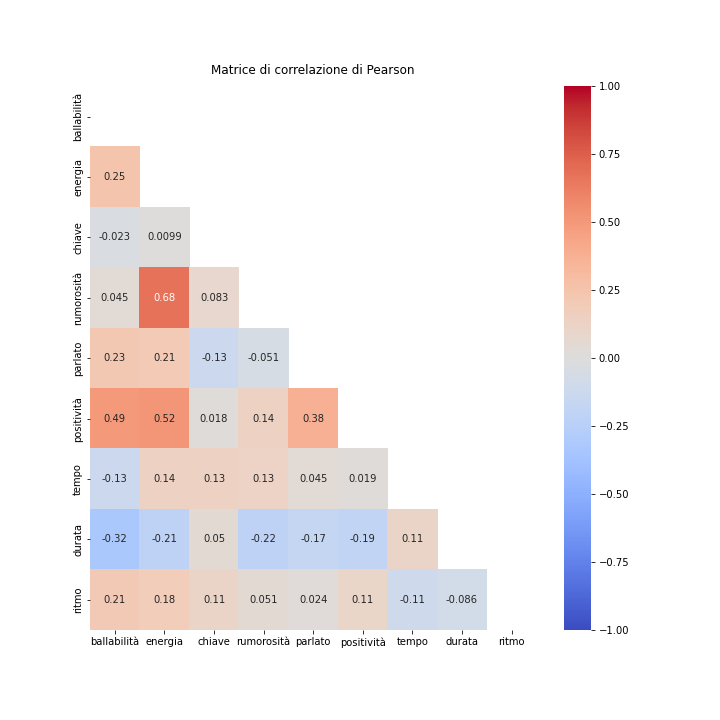 Matrice di correlazione di Pearson
ballabilità
energia 0.25
chiave -0.023 0.0099
rumorosità 0.045 0.68 0.083
parlato 0.23 0.21 -0.13 -0.051
positività 0.49 0.52 0.018 0.14 0.38
tempo -0.13 0.14 0.13 0.13 0.045 0.019
durata -0.32 -0.21 0.05 -0.22 -0.17 -0.19 0.11
ritmo 0.21 0.18 0.11 0.051 0.024 0.11 -0.11 -0.086
ballabilità energia chiave rumorosità parlato positività tempo durata ritmo
1.00
0.75
0.50
0.25
0.00
−0.25
−0.50
−0.75
−1.00